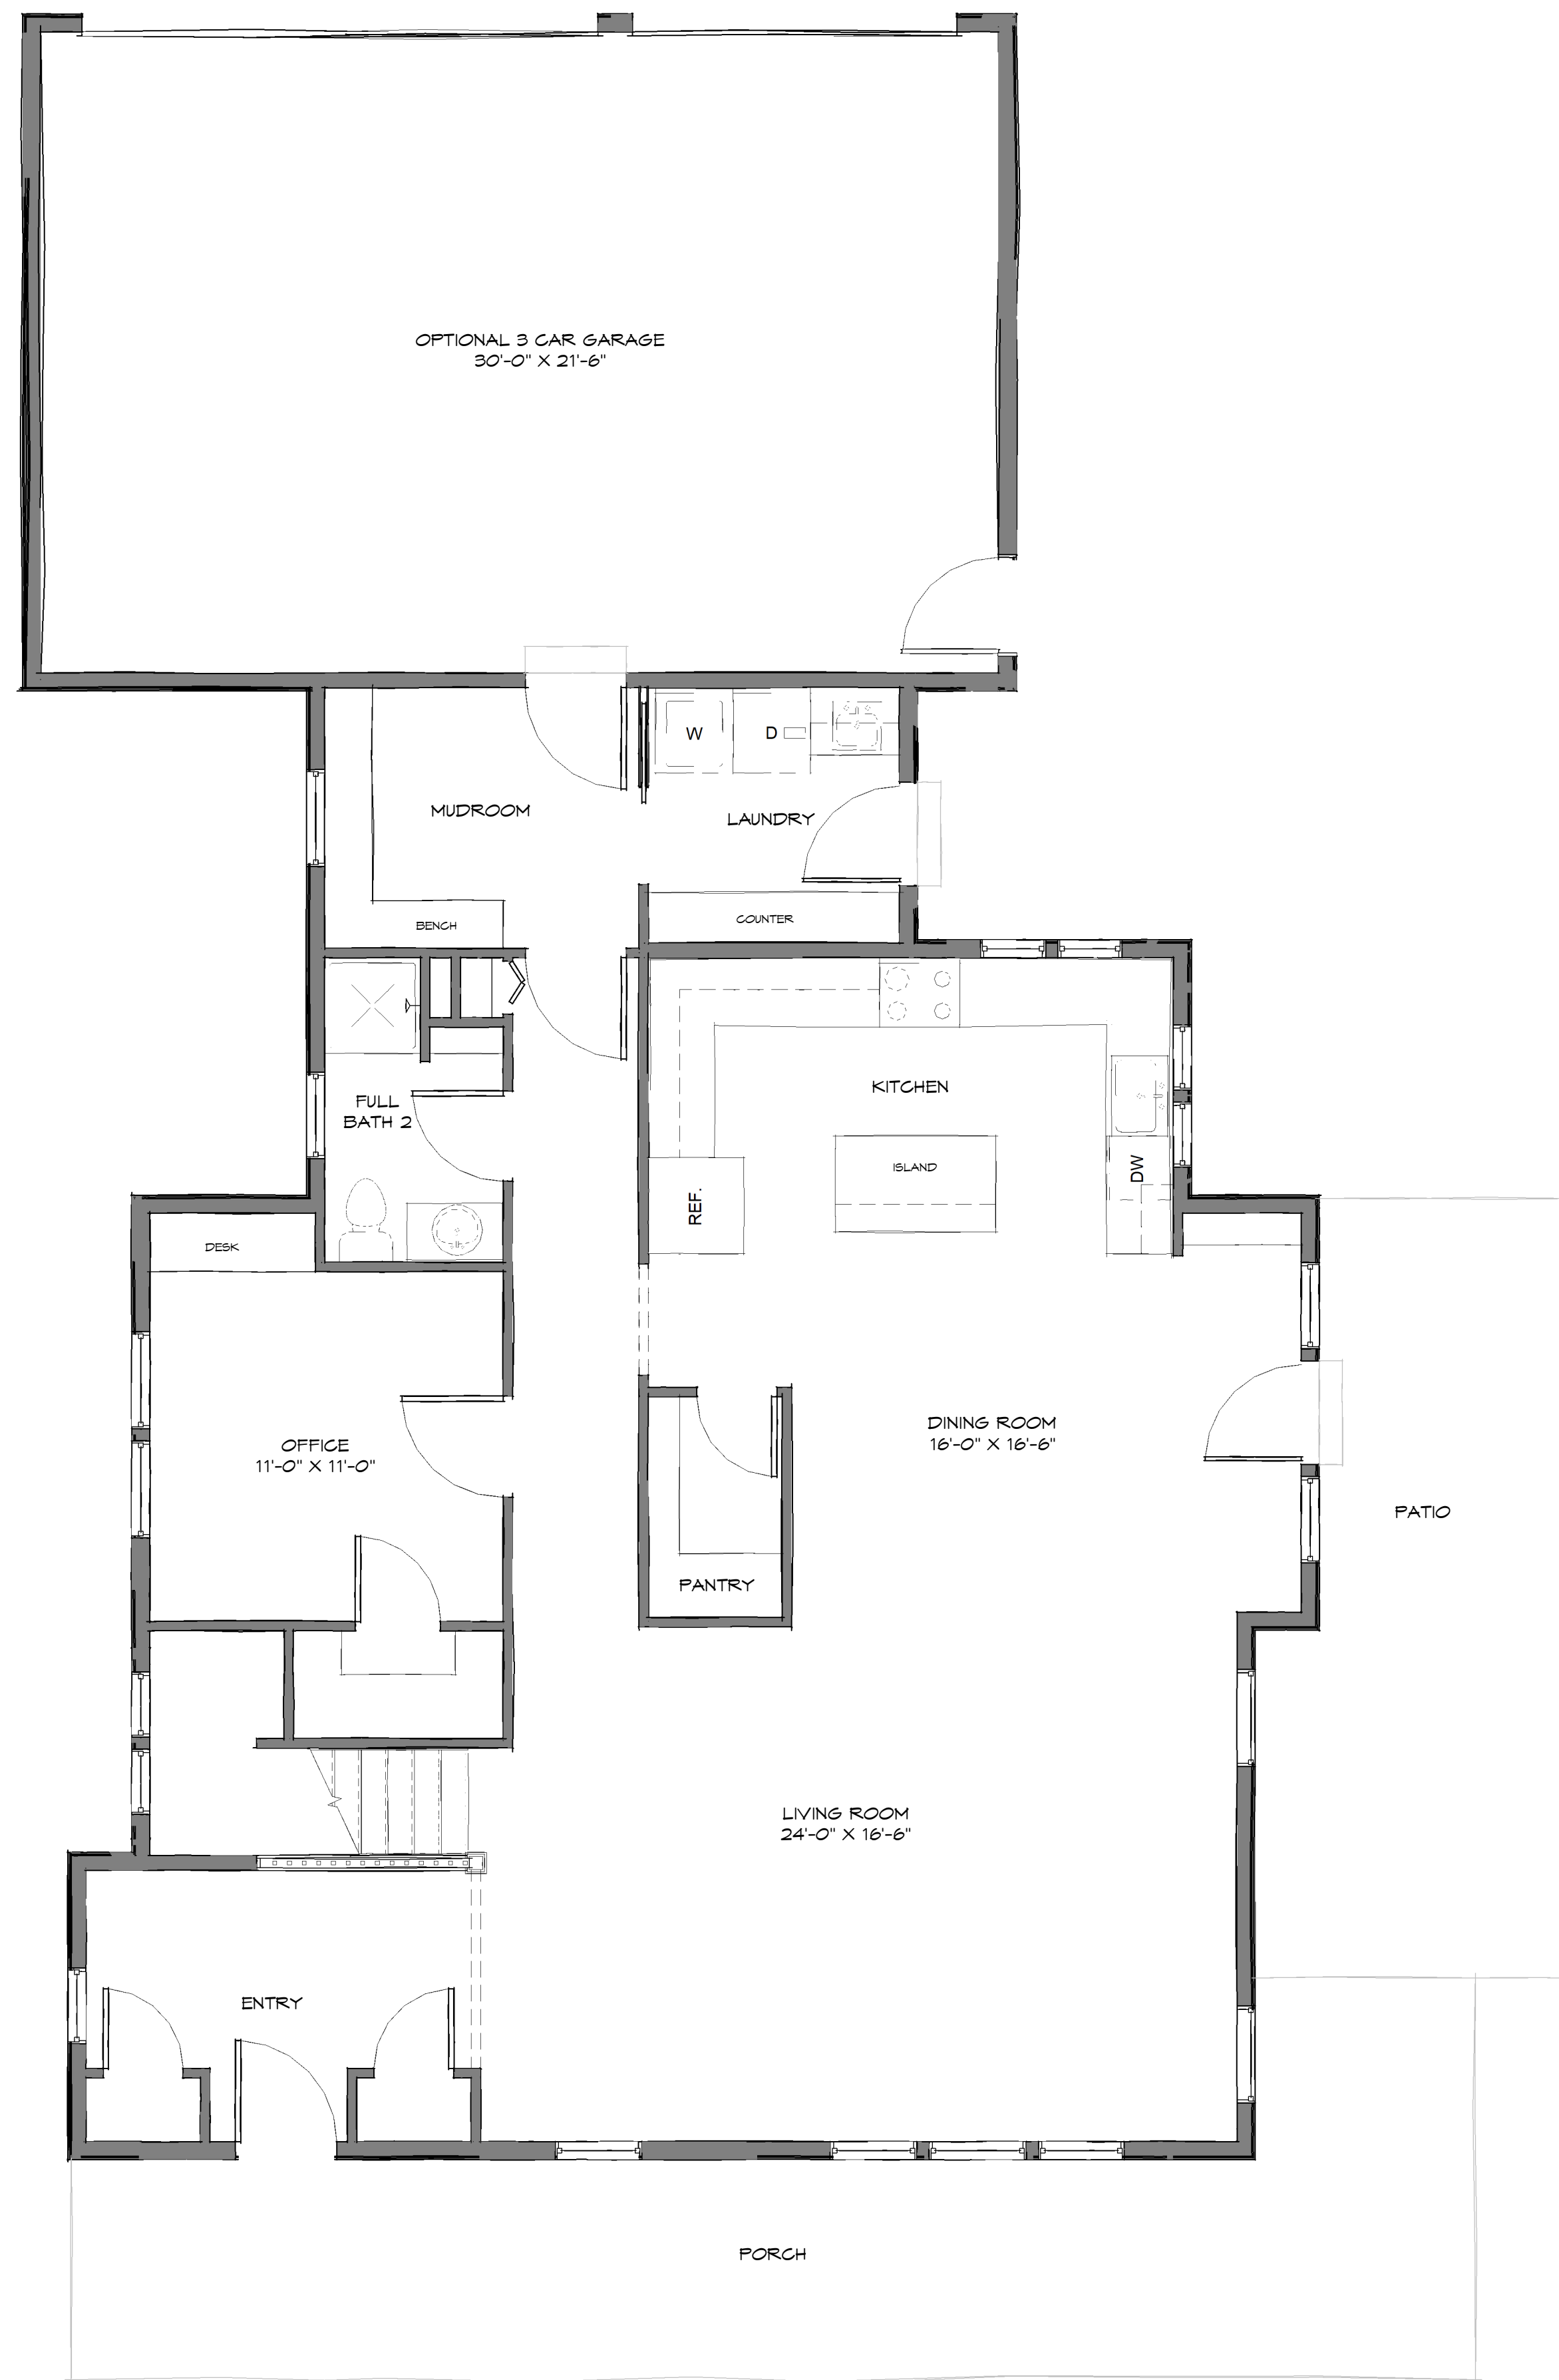 OPTIONAL 3 CAR GARAGE
30'-0" X 21'-6"
W
D
MUDROOM
LAUNDRY
BENCH
COUNTER
KITCHEN
FULL
BATH 2
ISLAND
DW
REF.
DESK
DINING ROOM
16'-0" X 16'-6"
OFFICE
11'-0" X 11'-0"
PATIO
PANTRY
LIVING ROOM
24'-0" X 16'-6"
ENTRY
PORCH